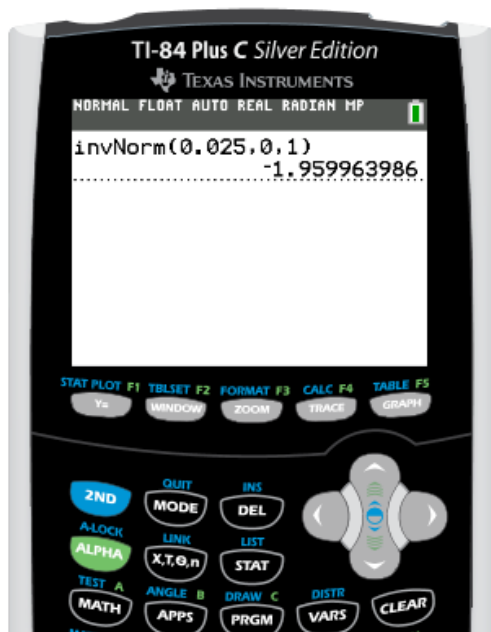 TI-84 Plus C Silver Edition
TEXAS INSTRUMENTS
NORMAL FLOAT AUTO REAL RADIAN MP
invNorm(0.025,0,1)
-1.959963986
STAT PLOT F1 TBLSET F2 FORMAT F3 CALC F4 TABLE F5
Y= WINDOW ZOOM TRACE GRAPH
QUIT INS
2ND MODE DEL
A-LOCK LINK LIST
ALPHA X,T,Θ,n STAT
TEST A ANGLE B DRAW C DISTR
MATH APPS PRGM VARS CLEAR